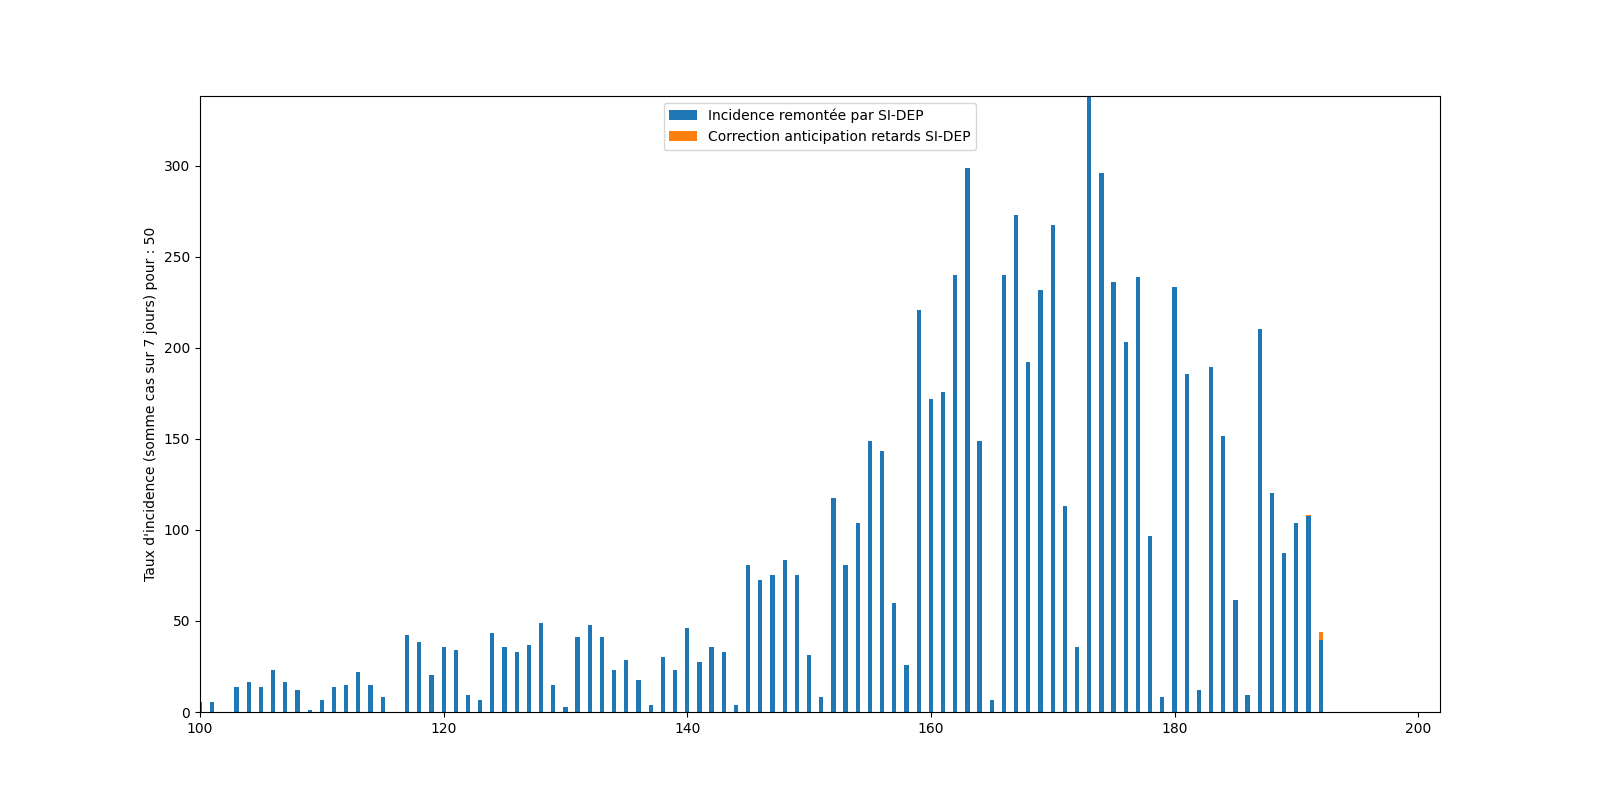 Incidence remontée par SI-DEP
Correction anticipation retards SI-DEP
Taux d'incidence (somme cas sur 7 jours) pour : 50
300
250
200
150
100
50
0
100 120 140 160 180 200